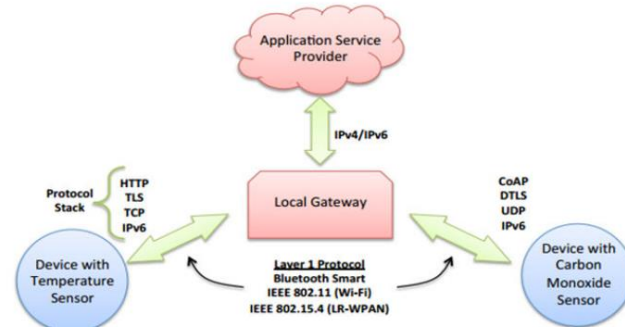 Application Service
Provider
IPv4/IPv6
Protocol
Stack
HTTP
TLS
TCP
IPv6
Local Gateway
CoAP
DTLS
UDP
IPv6
Device with
Temperature
Sensor
Layer 1 Protocol
Bluetooth Smart
IEEE 802.11 (Wi-Fi)
IEEE 802.15.4 (LR-WPAN)
Device with
Carbon
Monoxide
Sensor